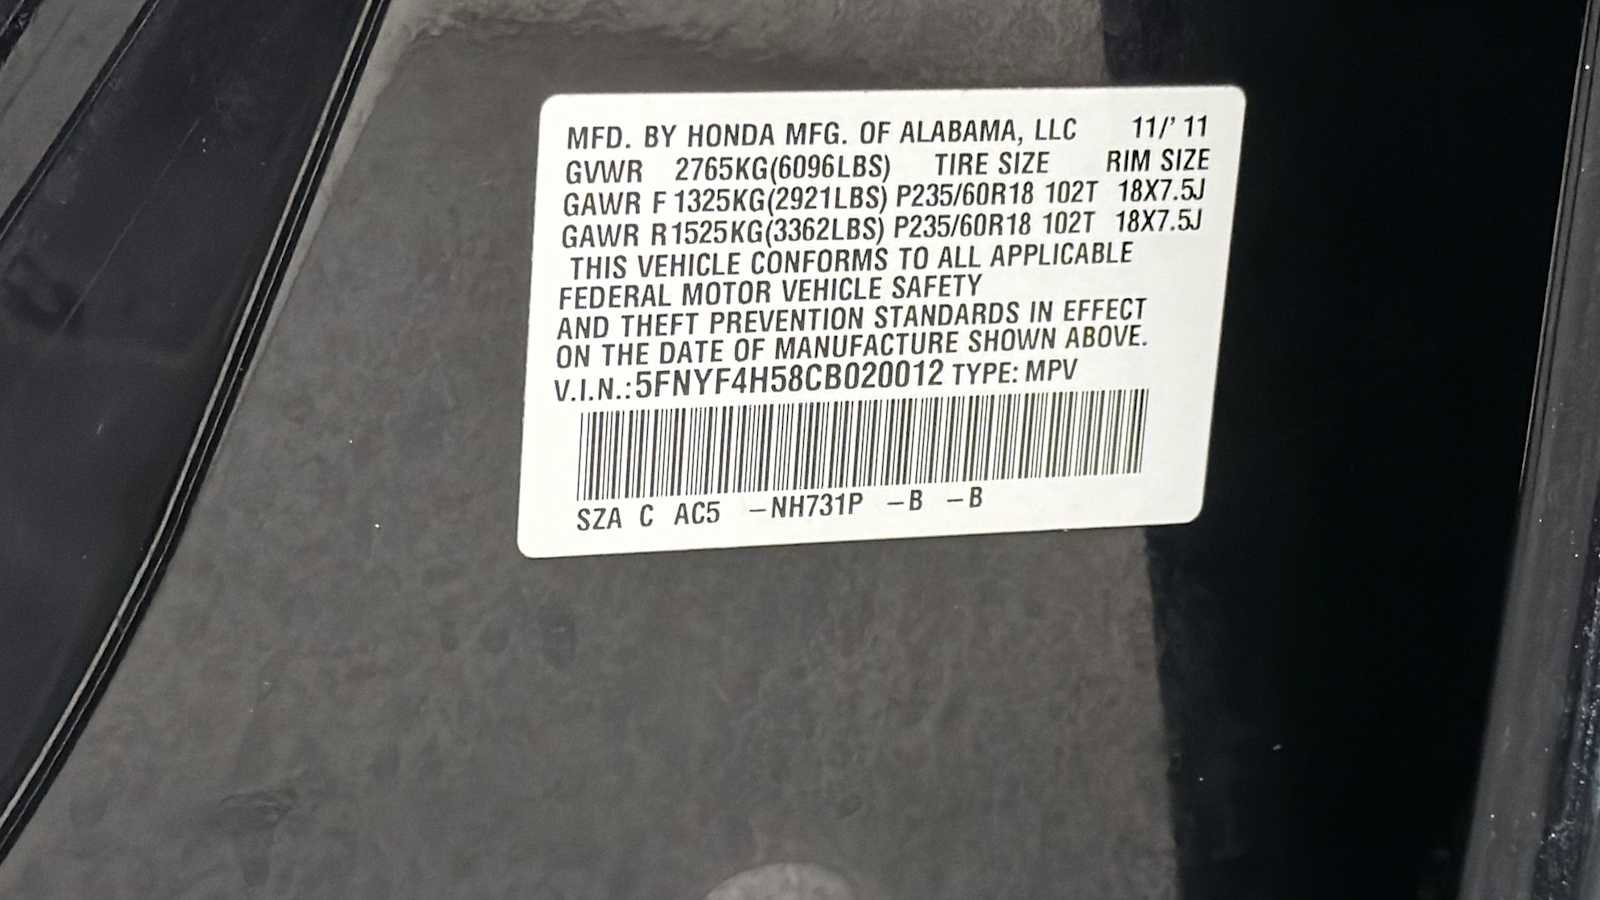 MFD. BY HONDA MFG. OF ALABAMA, LLC 11/' 11
GVWR 2765KG(6096LBS) TIRE SIZE RIM SIZE
GAWR F 1325KG(2921LBS) P235/60R18 102T 18X7.5J
GAWR R 1525KG(3362LBS) P235/60R18 102T 18X7.5J
THIS VEHICLE CONFORMS TO ALL APPLICABLE
FEDERAL MOTOR VEHICLE SAFETY
AND THEFT PREVENTION STANDARDS IN EFFECT
ON THE DATE OF MANUFACTURE SHOWN ABOVE.
V.I.N.: 5FNYF4H58CB020012 TYPE: MPV
SZA C AC5 -NH731P -B -B